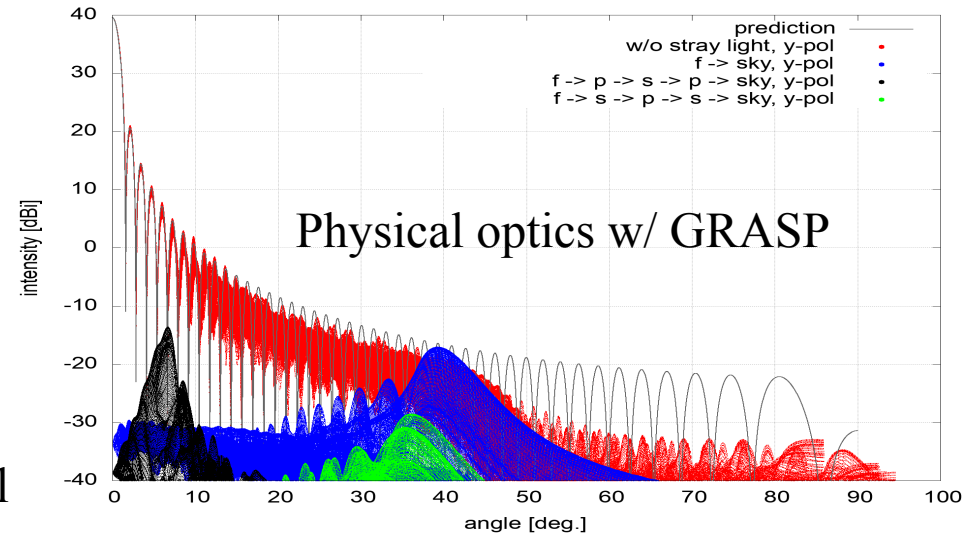 40
prediction
w/o stray light, y-pol
f -> sky, y-pol
f -> p -> s -> p -> sky, y-pol
f -> s -> p -> s -> sky, y-pol
30
20
10
Physical optics w/ GRASP
0
intensity [dBi]
-10
-20
-30
-40
l
0 10 20 30 40 50 60 70 80 90 100
angle [deg.]